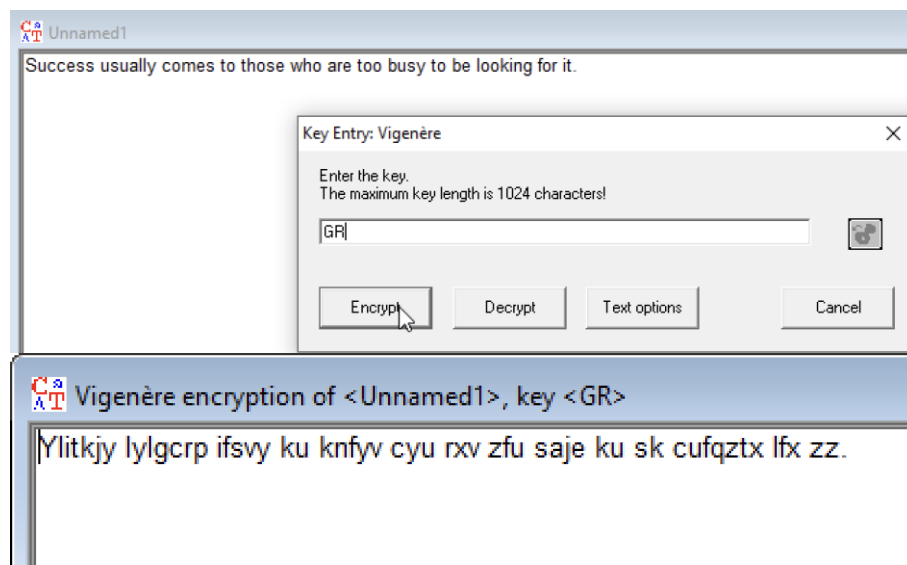 Unnamed1
Success usually comes to those who are too busy to be looking for it.
Key Entry: Vigenère
Enter the key.
The maximum key length is 1024 characters!
GR
Encrypt Decrypt Text options Cancel
Vigenère encryption of <Unnamed1>, key <GR>
Ylitkjy lylgcrp ifsvy ku knfyv cyu rxv zfu saje ku sk cufqztx lfx zz.